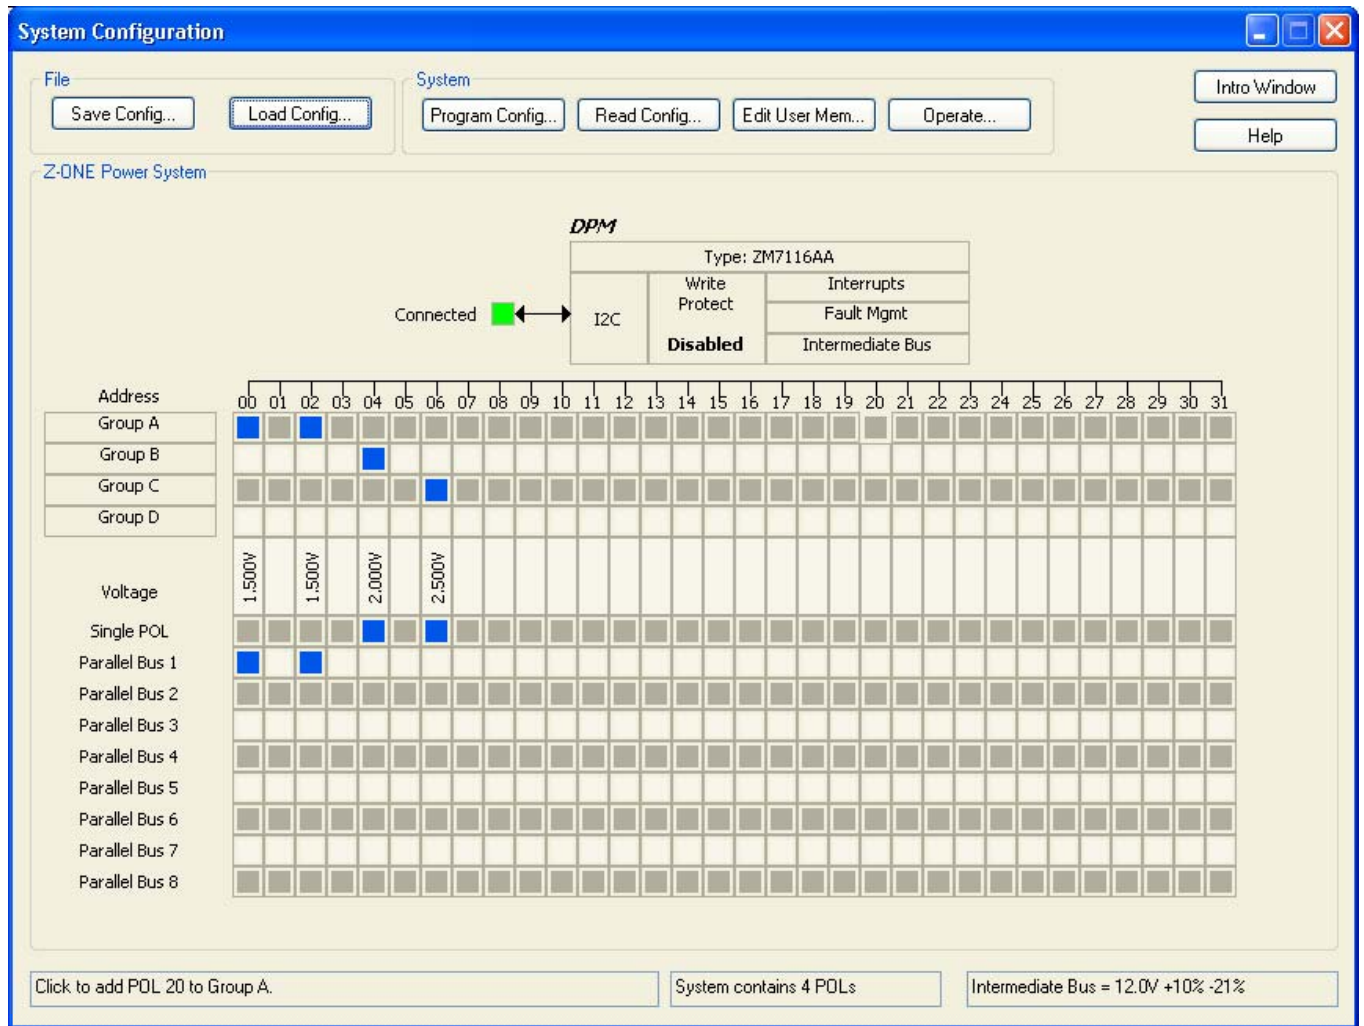 System Configuration
File
Save Config...
Load Config...
System
Program Config...
Read Config...
Edit User Mem...
Operate...
Intro Window
Help
Z-ONE Power System
DPM
Type: ZM7116AA
Connected
I2C
Write
Protect
Disabled
Interrupts
Fault Mgmt
Intermediate Bus
Address 00 01 02 03 04 05 06 07 08 09 10 11 12 13 14 15 16 17 18 19 20 21 22 23 24 25 26 27 28 29 30 31
Group A
Group B
Group C
Group D
Voltage 1.500V 1.500V 2.000V 2.500V
Single POL
Parallel Bus 1
Parallel Bus 2
Parallel Bus 3
Parallel Bus 4
Parallel Bus 5
Parallel Bus 6
Parallel Bus 7
Parallel Bus 8
Click to add POL 20 to Group A.
System contains 4 POLs
Intermediate Bus = 12.0V +10% -21%